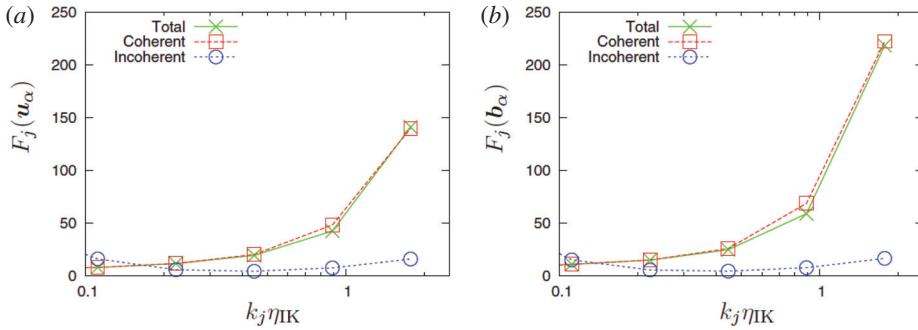 (a)
250
200
150
100
50
0
F_j(u_α)
Total
Coherent
Incoherent
0.1
1
k_jη_IK
(b)
250
200
150
100
50
0
F_j(b_α)
Total
Coherent
Incoherent
0.1
1
k_jη_IK